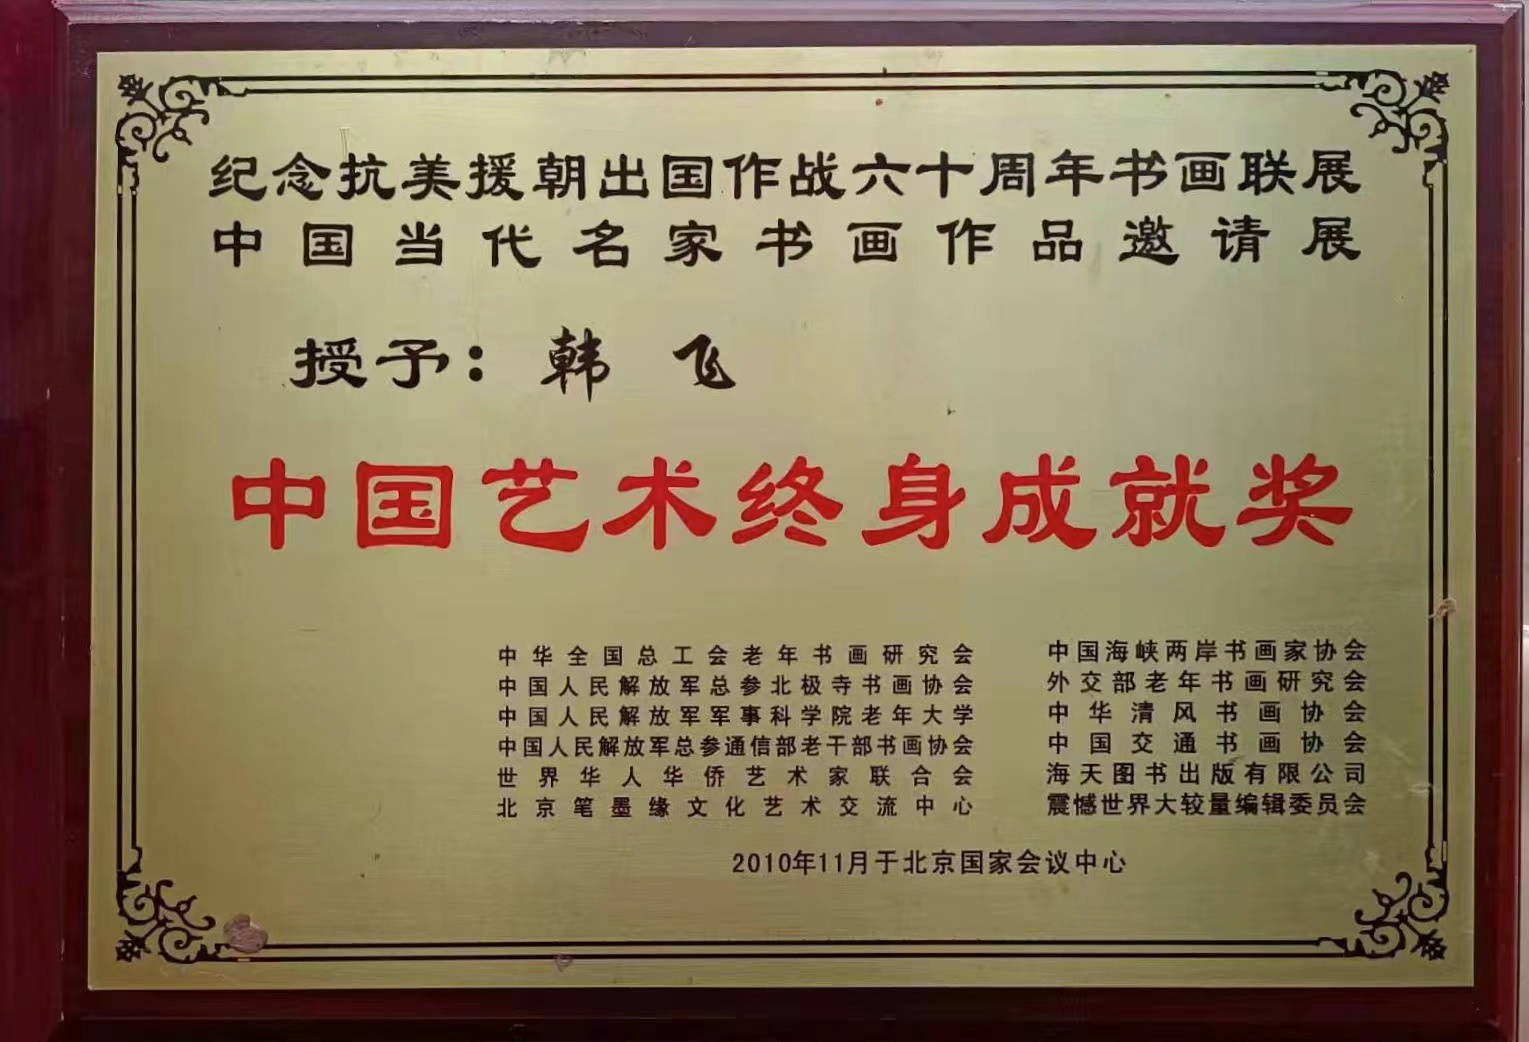 纪念抗美援朝出国作战六十周年书画联展
中国当代名家书画作品邀请展
授予：韩飞
中国艺术终身成就奖
中华全国总工会老年书画研究会
中国人民解放军总参北极寺书画协会
中国人民解放军军事科学院老年大学
中国人民解放军总参通信部老干部书画协会
世界华人华侨艺术家联合会
北京笔墨缘文化艺术交流中心
中国海峡两岸书画家协会
外交部老年书画研究会
中华清风书画协会
中国交通书画协会
海天图书出版有限公司
震憾世界大较量编辑委员会
2010年11月于北京国家会议中心